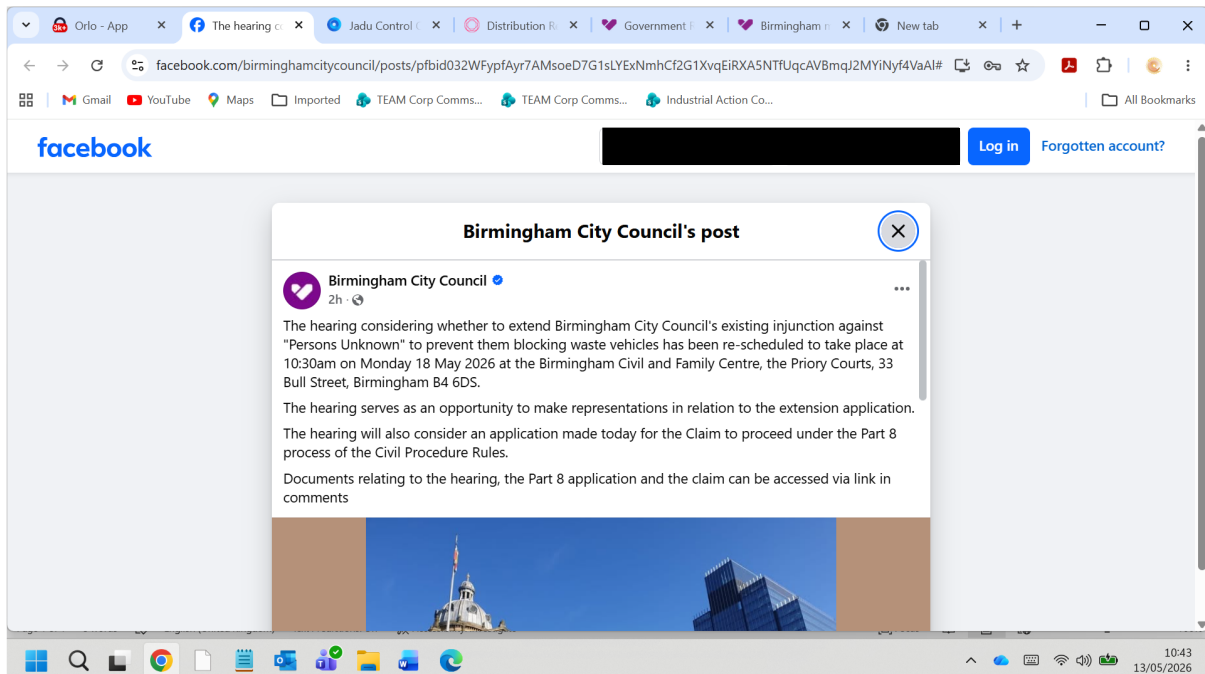 Orlo - App
The hearing co
Jadu Control C
Distribution R
Government F
Birmingham n
New tab
facebook.com/birminghamcitycouncil/posts/pfbid032WFypfAyr7AMsoeD7G1sLYExNmhCf2G1XvqEiRXA5NTfUqcAVBmqJ2MYiNyf4VaAl#
Gmail
YouTube
Maps
Imported
TEAM Corp Comms...
TEAM Corp Comms...
Industrial Action Co...
All Bookmarks
facebook
Log in
Forgotten account?
Birmingham City Council's post
Birmingham City Council
2h ·
The hearing considering whether to extend Birmingham City Council's existing injunction against
"Persons Unknown" to prevent them blocking waste vehicles has been re-scheduled to take place at
10:30am on Monday 18 May 2026 at the Birmingham Civil and Family Centre, the Priory Courts, 33
Bull Street, Birmingham B4 6DS.
The hearing serves as an opportunity to make representations in relation to the extension application.
The hearing will also consider an application made today for the Claim to proceed under the Part 8
process of the Civil Procedure Rules.
Documents relating to the hearing, the Part 8 application and the claim can be accessed via link in
comments
10:43
13/05/2026